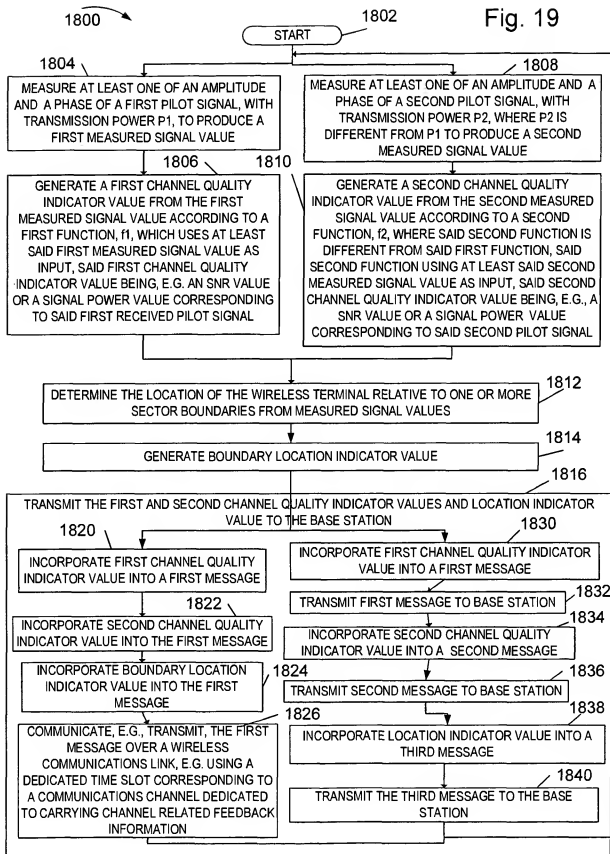 1800
1802
Fig. 19
START
1804
MEASURE AT LEAST ONE OF AN AMPLITUDE
AND A PHASE OF A FIRST PILOT SIGNAL, WITH
TRANSMISSION POWER P1, TO PRODUCE A
FIRST MEASURED SIGNAL VALUE
1808
MEASURE AT LEAST ONE OF AN AMPLITUDE AND A
PHASE OF A SECOND PILOT SIGNAL, WITH
TRANSMISSION POWER P2, WHERE P2 IS
DIFFERENT FROM P1 TO PRODUCE A SECOND
MEASURED SIGNAL VALUE
1806
GENERATE A FIRST CHANNEL QUALITY
INDICATOR VALUE FROM THE FIRST
MEASURED SIGNAL VALUE ACCORDING TO A
FIRST FUNCTION, f1, WHICH USES AT LEAST
SAID FIRST MEASURED SIGNAL VALUE AS
INPUT, SAID FIRST CHANNEL QUALITY
INDICATOR VALUE BEING, E.G. AN SNR VALUE
OR A SIGNAL POWER VALUE CORRESPONDING
TO SAID FIRST RECEIVED PILOT SIGNAL
1810
GENERATE A SECOND CHANNEL QUALITY
INDICATOR VALUE FROM THE SECOND MEASURED
SIGNAL VALUE ACCORDING TO A SECOND
FUNCTION, f2, WHERE SAID SECOND FUNCTION IS
DIFFERENT FROM SAID FIRST FUNCTION, SAID
SECOND FUNCTION USING AT LEAST SAID SECOND
MEASURED SIGNAL VALUE AS INPUT, SAID SECOND
CHANNEL QUALITY INDICATOR VALUE BEING, E.G., A
SNR VALUE OR A SIGNAL POWER VALUE
CORRESPONDING TO SAID SECOND PILOT SIGNAL
1812
DETERMINE THE LOCATION OF THE WIRELESS TERMINAL RELATIVE TO ONE OR MORE
SECTOR BOUNDARIES FROM MEASURED SIGNAL VALUES
1814
GENERATE BOUNDARY LOCATION INDICATOR VALUE
1816
TRANSMIT THE FIRST AND SECOND CHANNEL QUALITY INDICATOR VALUES AND LOCATION INDICATOR
VALUE TO THE BASE STATION
1820
INCORPORATE FIRST CHANNEL QUALITY
INDICATOR VALUE INTO A FIRST MESSAGE
1822
INCORPORATE SECOND CHANNEL QUALITY
INDICATOR VALUE INTO THE FIRST MESSAGE
1824
INCORPORATE BOUNDARY LOCATION
INDICATOR VALUE INTO THE FIRST
MESSAGE
1826
COMMUNICATE, E.G., TRANSMIT, THE FIRST
MESSAGE OVER A WIRELESS
COMMUNICATIONS LINK, E.G. USING A
DEDICATED TIME SLOT CORRESPONDING TO
A COMMUNICATIONS CHANNEL DEDICATED
TO CARRYING CHANNEL RELATED FEEDBACK
INFORMATION
1830
INCORPORATE FIRST CHANNEL QUALITY INDICATOR
VALUE INTO A FIRST MESSAGE
1832
TRANSMIT FIRST MESSAGE TO BASE STATION
1834
INCORPORATE SECOND CHANNEL QUALITY
INDICATOR VALUE INTO A SECOND MESSAGE
1836
TRANSMIT SECOND MESSAGE TO BASE STATION
1838
INCORPORATE LOCATION INDICATOR VALUE INTO A
THIRD MESSAGE
1840
TRANSMIT THE THIRD MESSAGE TO THE BASE
STATION